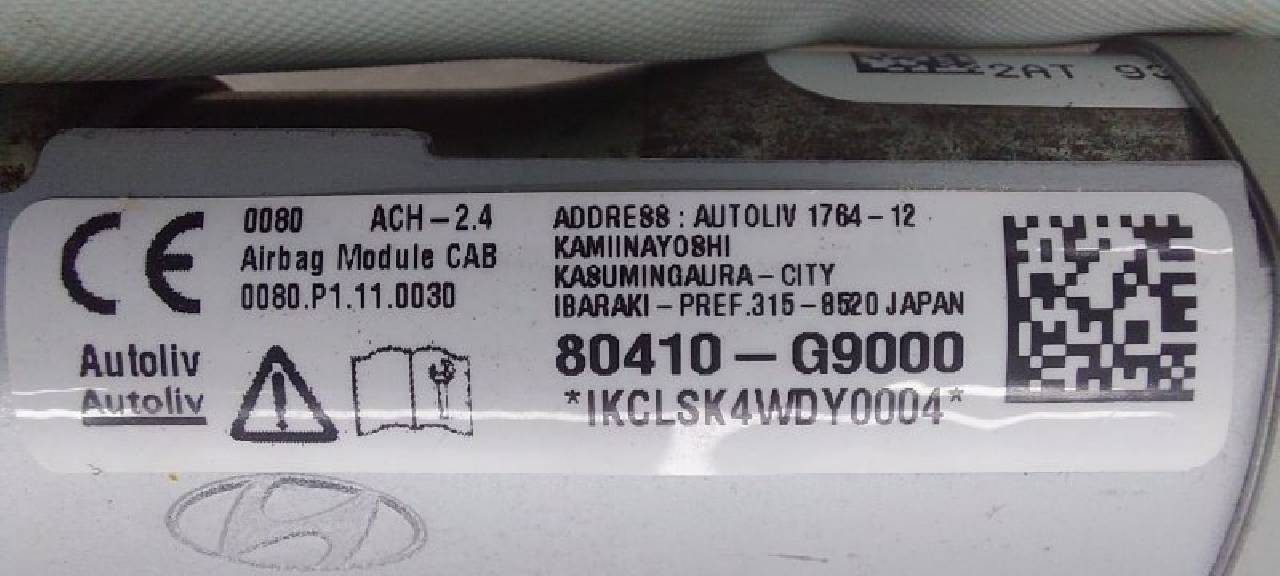 2AT 93
CE 0080 ACH-2.4
Airbag Module CAB
0080.P1.11.0030
Autoliv
Autoliv
ADDRESS : AUTOLIV 1764-12
KAMIINAYOSHI
KASUMINGAURA-CITY
IBARAKI-PREF.315-8520 JAPAN
80410-G9000
*IKCLSK4WDY0004*